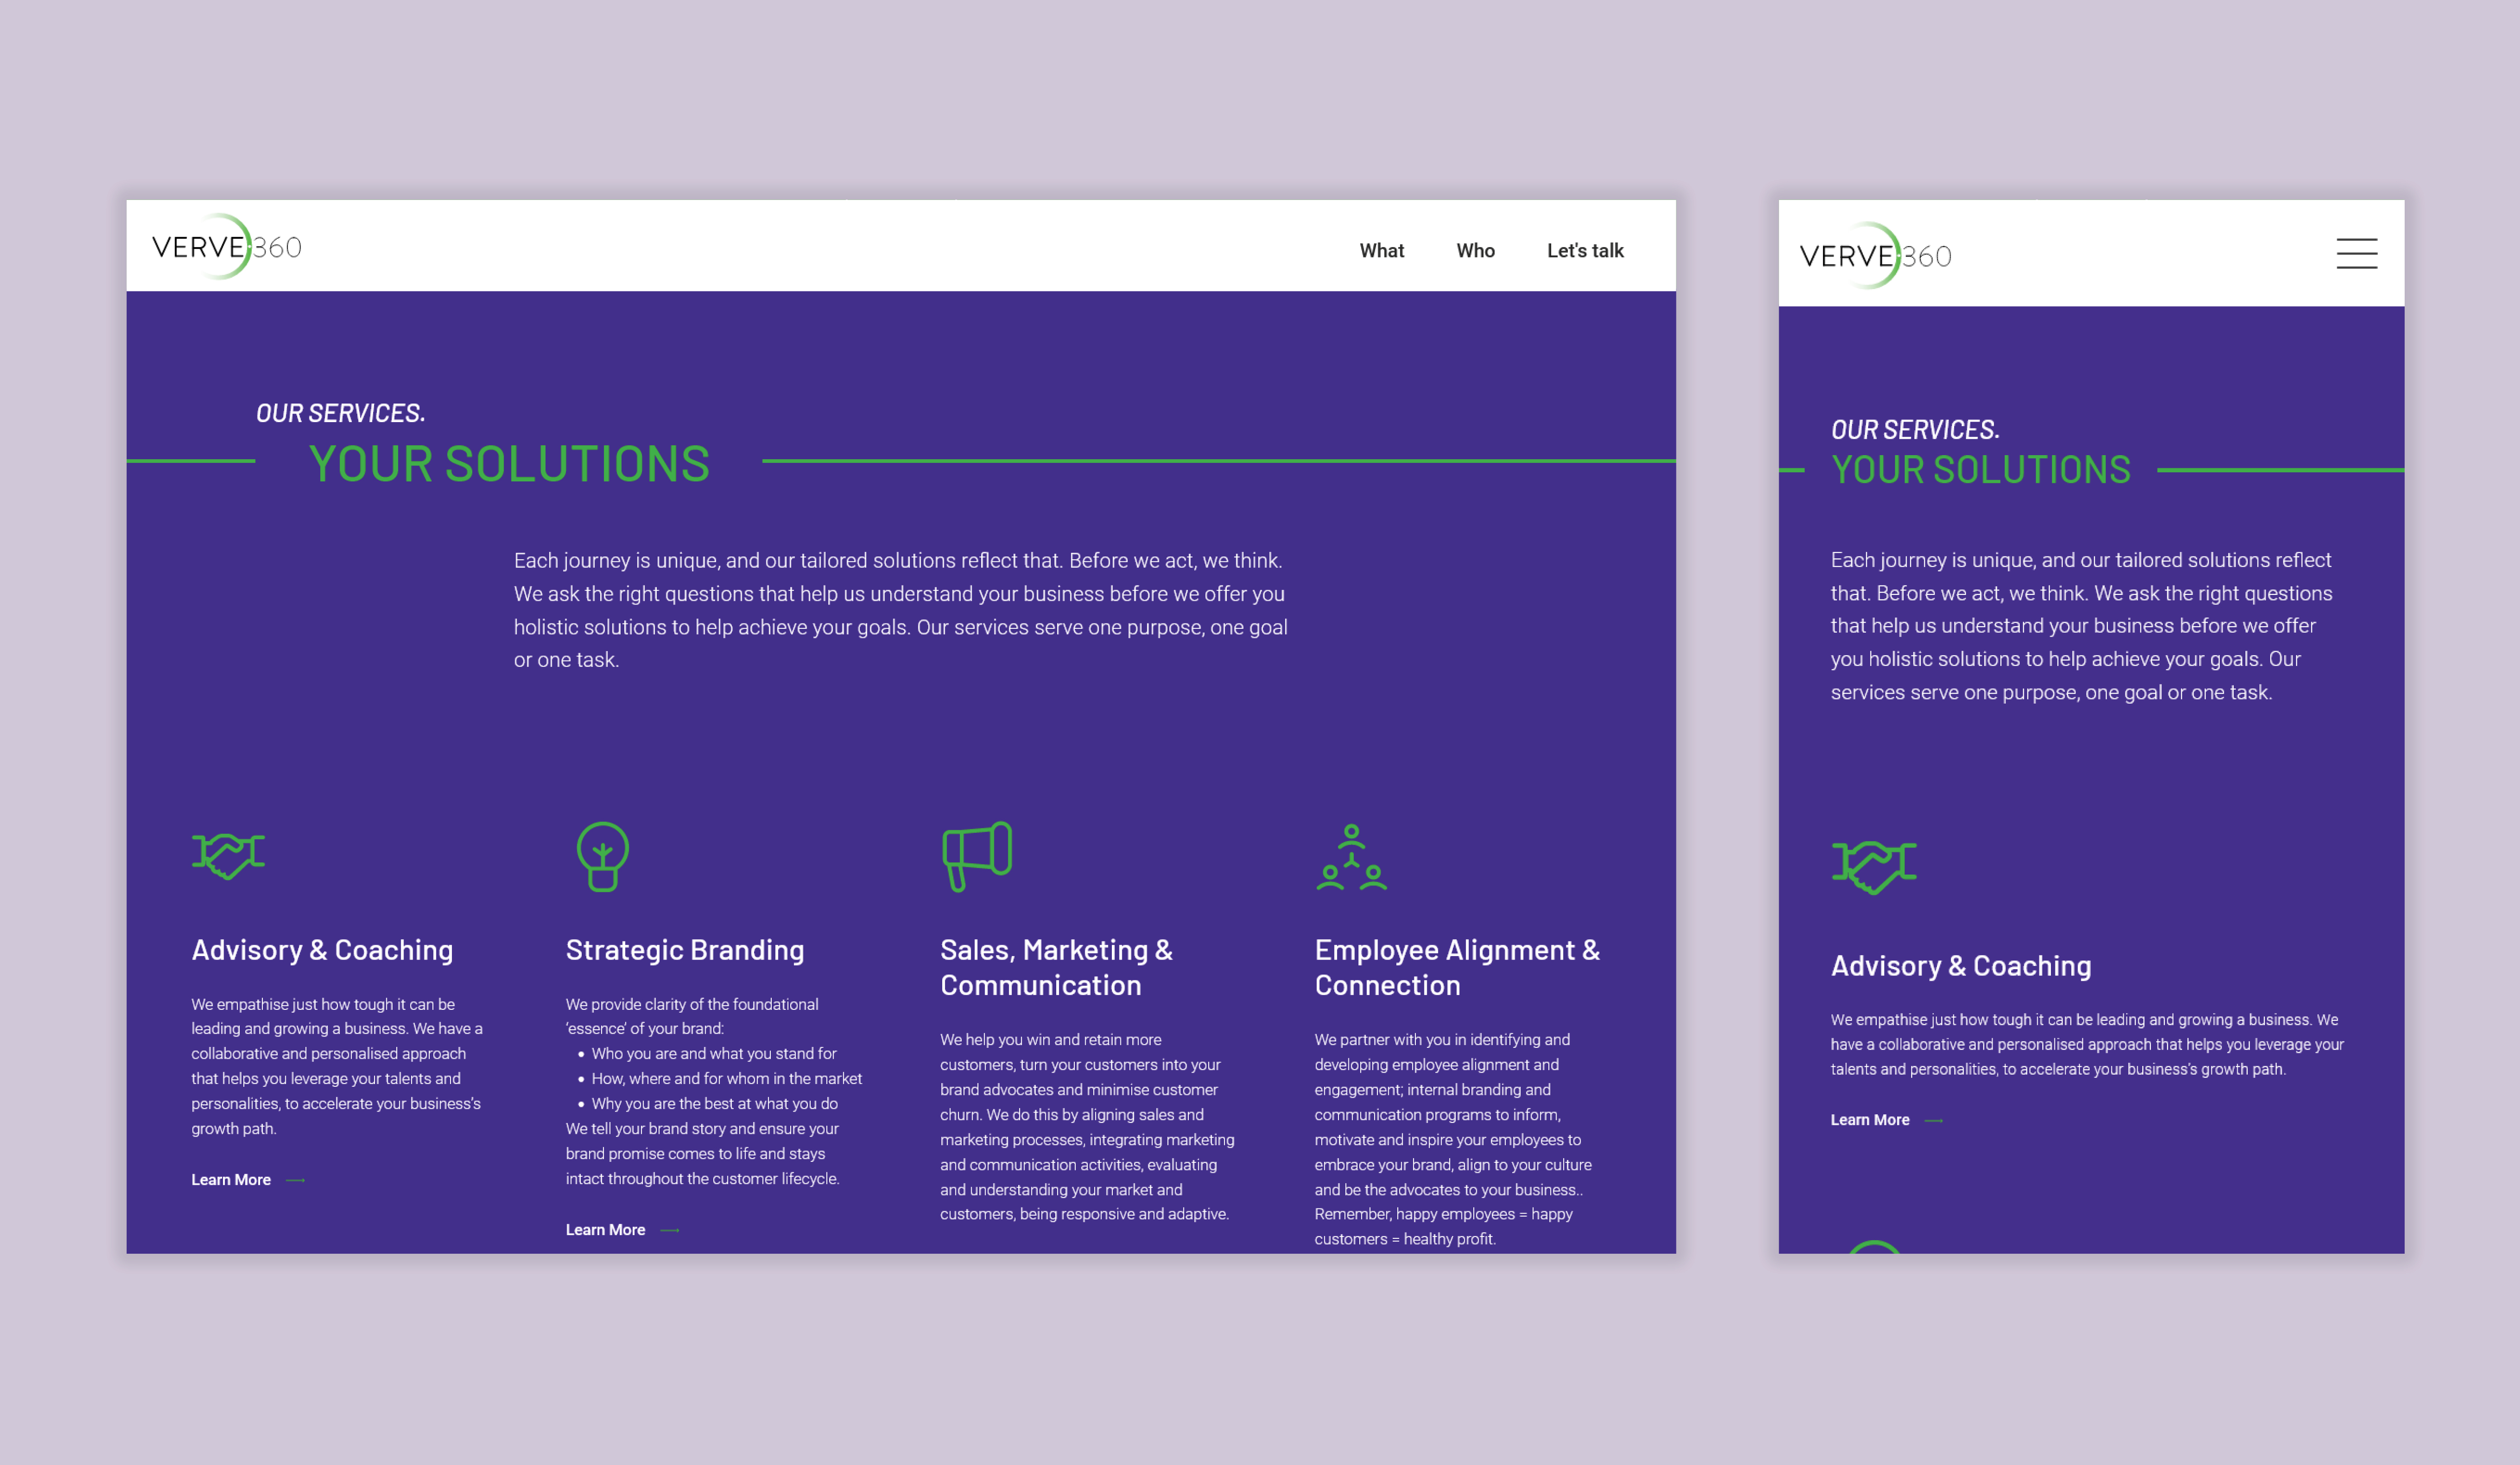 VERVE 360
What Who Let's talk
OUR SERVICES.
YOUR SOLUTIONS
Each journey is unique, and our tailored solutions reflect that. Before we act, we think.
We ask the right questions that help us understand your business before we offer you
holistic solutions to help achieve your goals. Our services serve one purpose, one goal
or one task.
Advisory & Coaching
We empathise just how tough it can be
leading and growing a business. We have a
collaborative and personalised approach
that helps you leverage your talents and
personalities, to accelerate your business's
growth path.
Learn More
Strategic Branding
We provide clarity of the foundational
‘essence’ of your brand:
• Who you are and what you stand for
• How, where and for whom in the market
• Why you are the best at what you do
We tell your brand story and ensure your
brand promise comes to life and stays
intact throughout the customer lifecycle.
Learn More
Sales, Marketing &
Communication
We help you win and retain more
customers, turn your customers into your
brand advocates and minimise customer
churn. We do this by aligning sales and
marketing processes, integrating marketing
and communication activities, evaluating
and understanding your market and
customers, being responsive and adaptive.
Employee Alignment &
Connection
We partner with you in identifying and
developing employee alignment and
engagement; internal branding and
communication programs to inform,
motivate and inspire your employees to
embrace your brand, align to your culture
and be the advocates to your business..
Remember, happy employees = happy
customers = healthy profit.
VERVE 360
OUR SERVICES.
YOUR SOLUTIONS
Each journey is unique, and our tailored solutions reflect
that. Before we act, we think. We ask the right questions
that help us understand your business before we offer
you holistic solutions to help achieve your goals. Our
services serve one purpose, one goal or one task.
Advisory & Coaching
We empathise just how tough it can be leading and growing a business. We
have a collaborative and personalised approach that helps you leverage your
talents and personalities, to accelerate your business's growth path.
Learn More